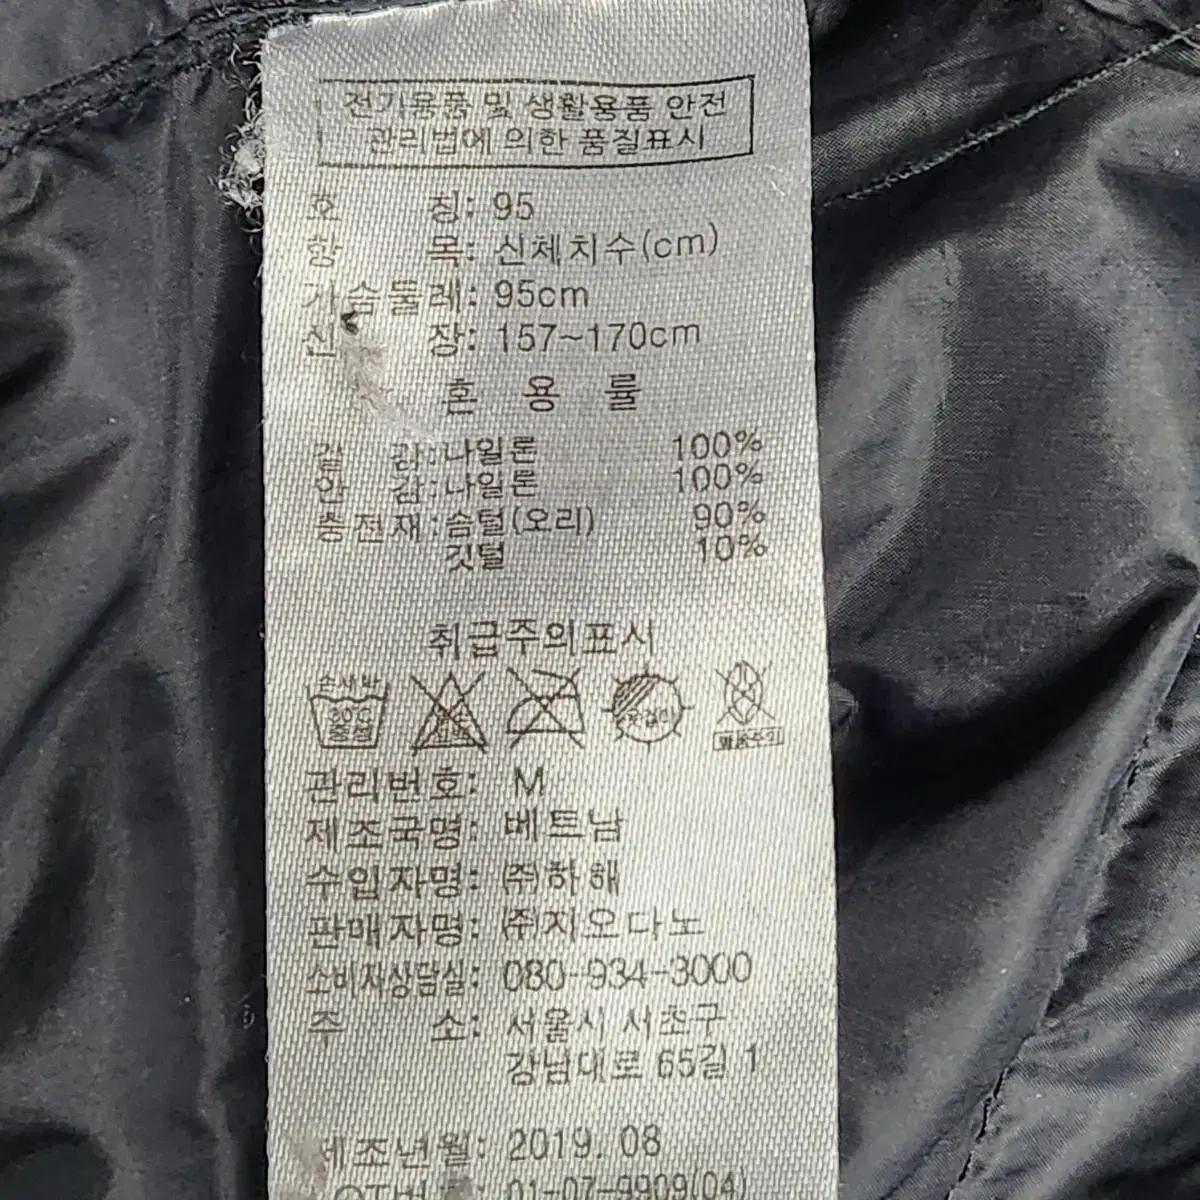 전기용품 및 생활용품 안전
관리법에 의한 품질표시
호 칭: 95
항 목: 신체치수(cm)
가슴둘레: 95cm
신 장: 157~170cm
혼 용 률
겉 감: 나일론 100%
안 감: 나일론 100%
충전재: 솜털(오리) 90%
깃털 10%
취급주의표시
손세탁
30℃
중성
관리번호: M
제조국명: 베트남
수입자명: ㈜하해
판매자명: ㈜지오다노
소비자상담실: 080-934-3000
주 소: 서울시 서초구
강남대로 65길 1
제조년월: 2019. 08
01-07-9909(04)